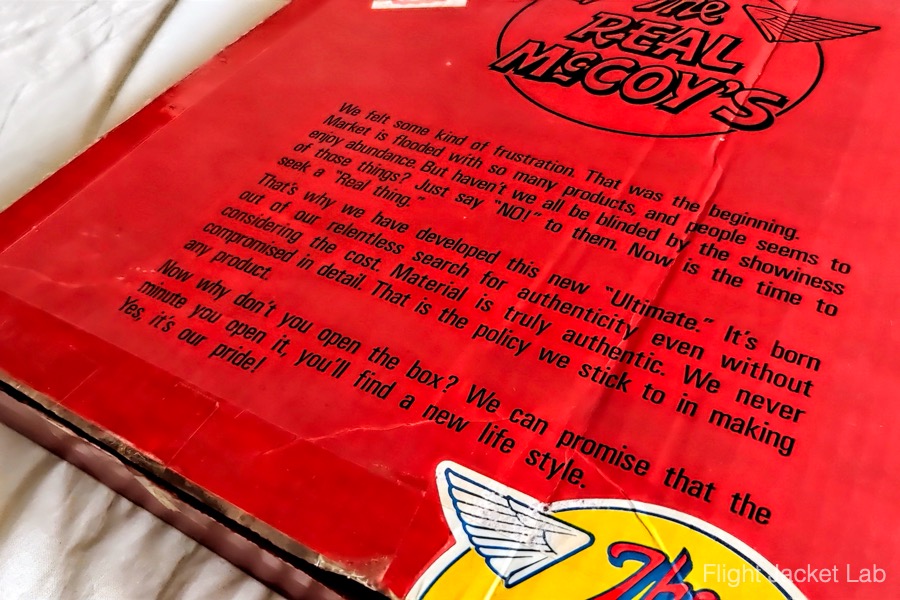 The
REAL
McCOY'S
We felt some kind of frustration. That was the beginning.
Market is flooded with so many products, and people seems to
enjoy abundance. But haven't we all be blinded by the showiness
of those things? Just say "NO!" to them. Now is the time to
seek a "Real thing."
That's why we have developed this new "Ultimate." It's born
out of our relentless search for authenticity even without
considering the cost. Material is truly authentic. We never
compromised in detail. That is the policy we stick to in making
any product.
Now why don't you open the box? We can promise that the
minute you open it, you'll find a new life style.
Yes, it's our pride!
The
Flight Jacket Lab